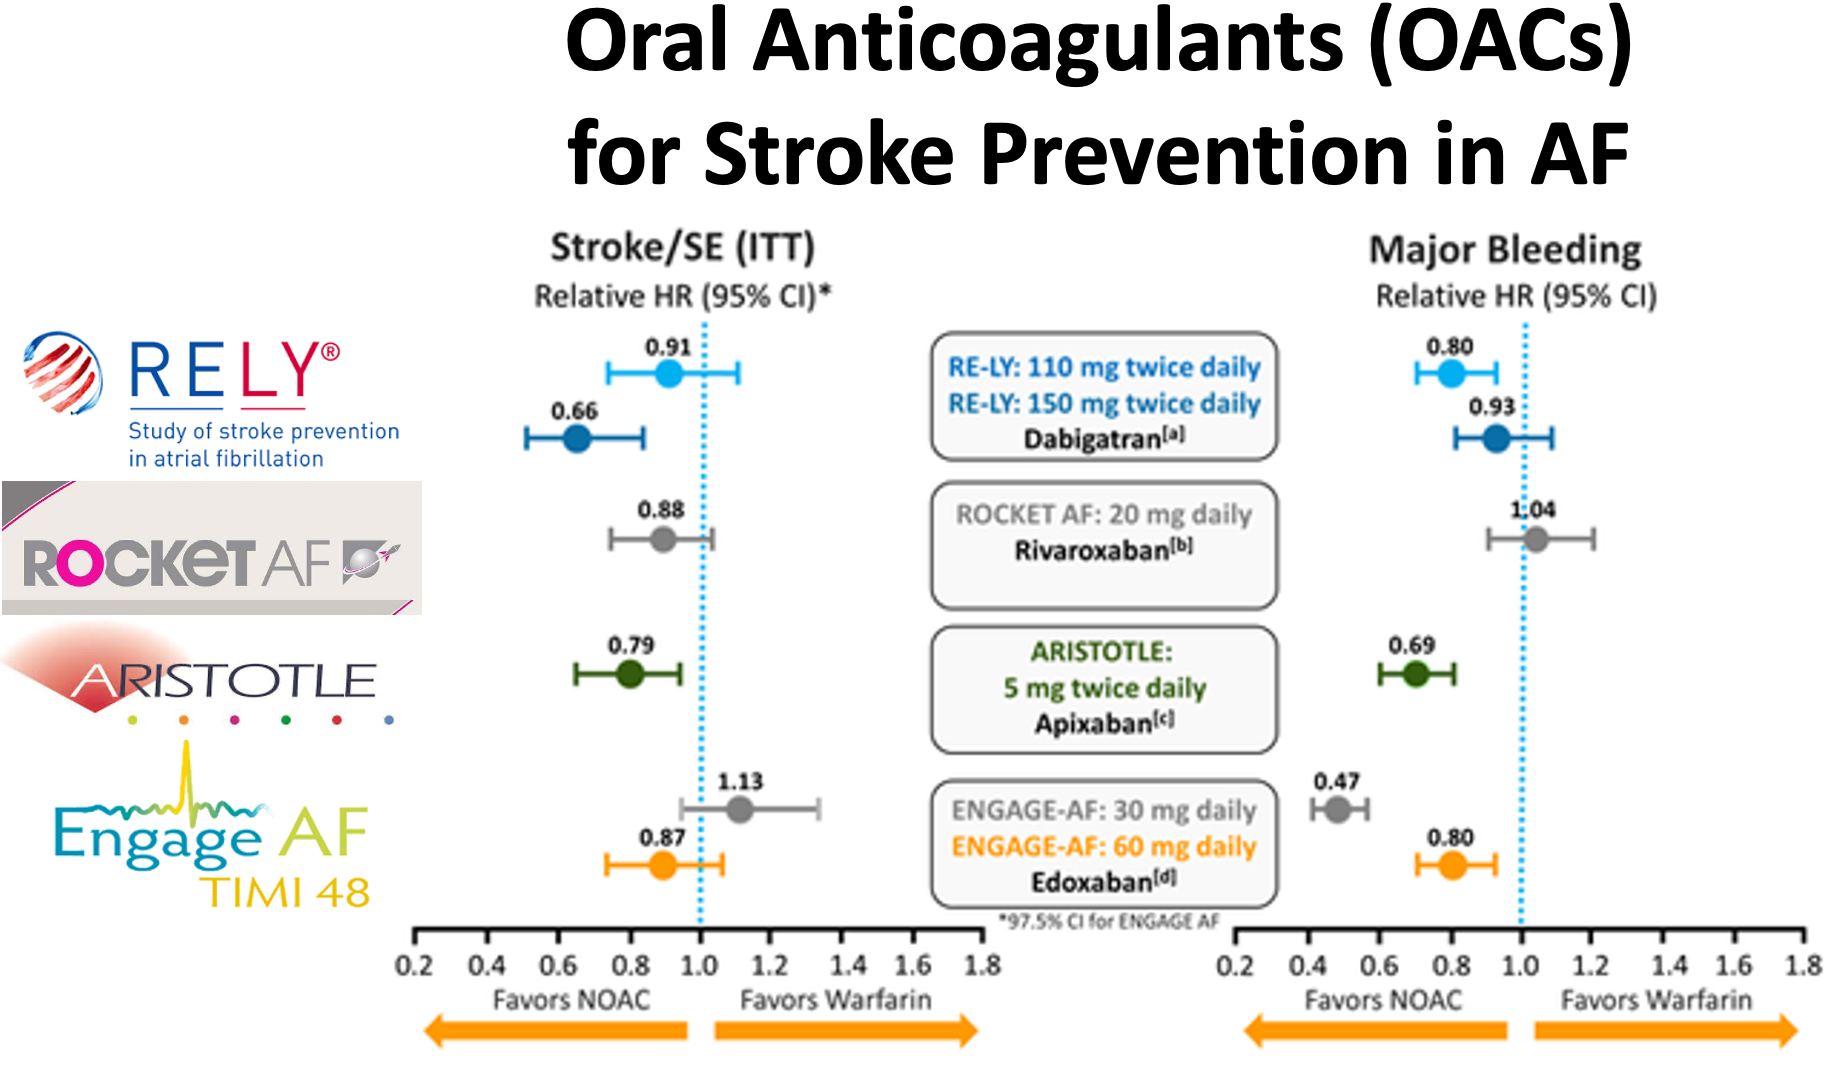 Oral Anticoagulants (OACs)
for Stroke Prevention in AF
Stroke/SE (ITT)
Relative HR (95% CI)*
Major Bleeding
Relative HR (95% CI)
RELY®
Study of stroke prevention
in atrial fibrillation
0.91
0.66
RE-LY: 110 mg twice daily
RE-LY: 150 mg twice daily
Dabigatran[a]
0.80
0.93
ROCKET AF
0.88
ROCKET AF: 20 mg daily
Rivaroxaban[b]
1.04
ARISTOTLE
0.79
ARISTOTLE:
5 mg twice daily
Apixaban[c]
0.69
Engage AF
TIMI 48
1.13
0.87
ENGAGE-AF: 30 mg daily
ENGAGE-AF: 60 mg daily
Edoxaban[d]
0.47
0.80
*97.5% CI for ENGAGE AF
0.2 0.4 0.6 0.8 1.0 1.2 1.4 1.6 1.8
Favors NOAC Favors Warfarin
0.2 0.4 0.6 0.8 1.0 1.2 1.4 1.6 1.8
Favors NOAC Favors Warfarin